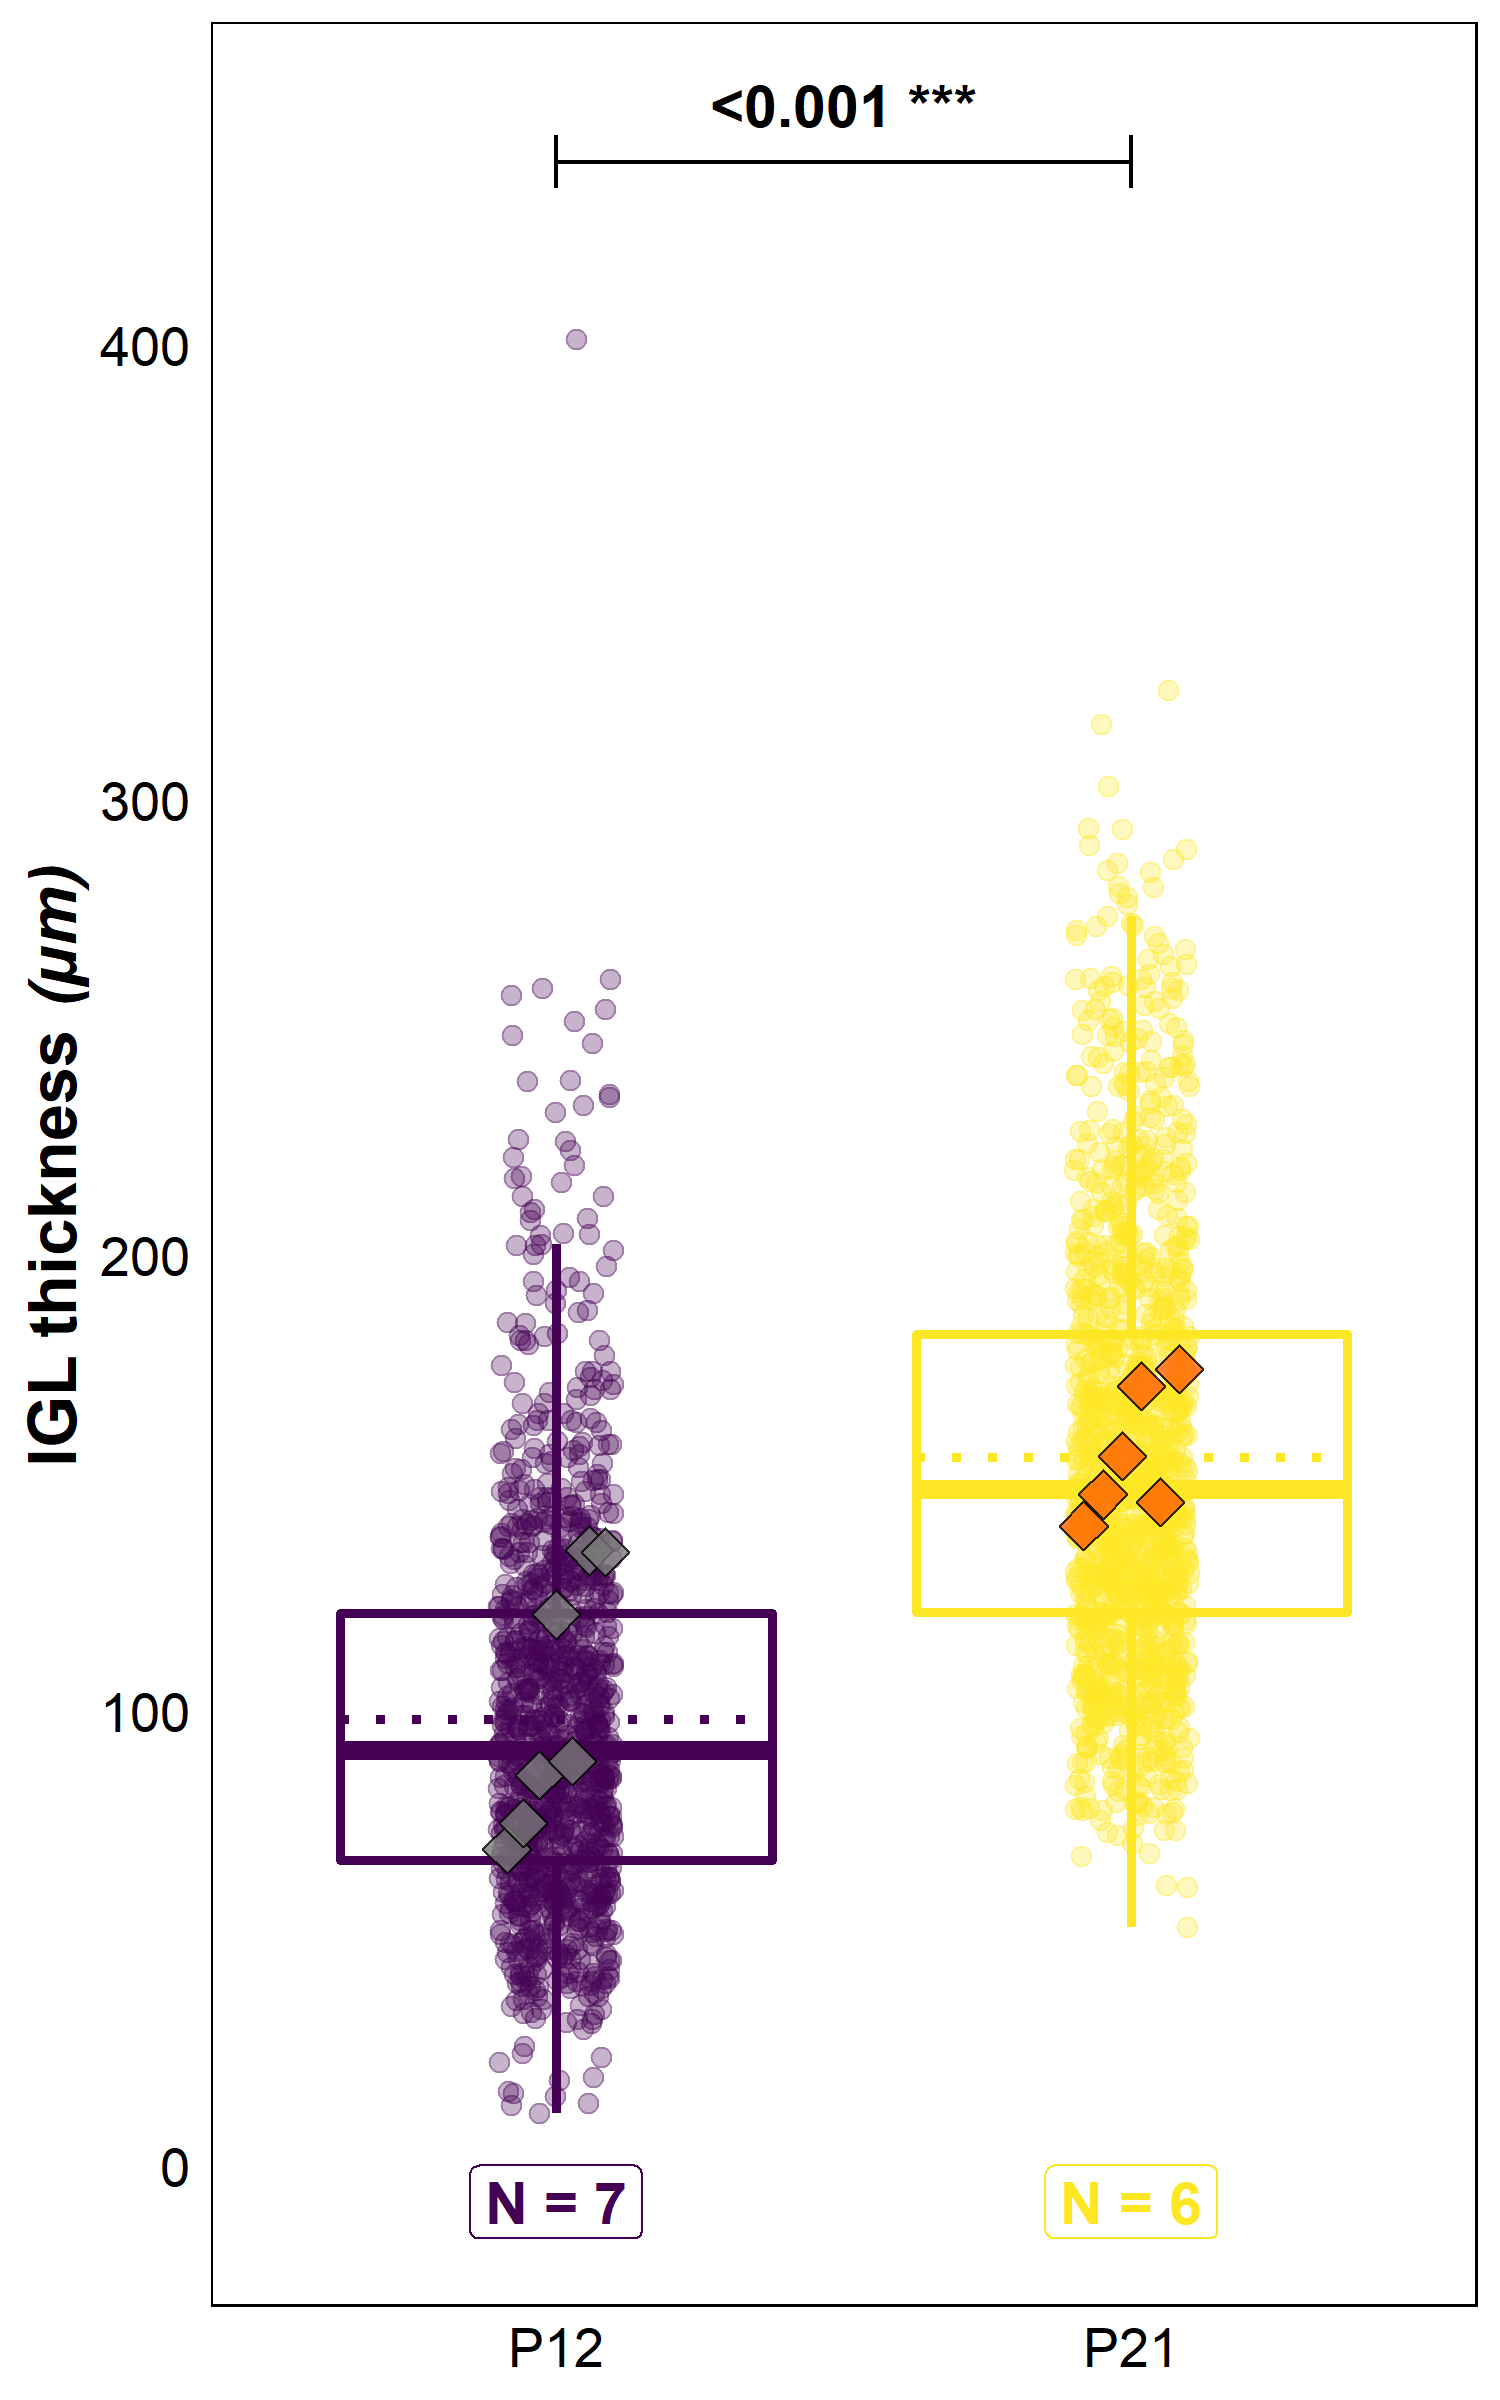 <0.001 ***
400
300
200
100
0
IGL thickness (µm)
N = 7
N = 6
P12
P21